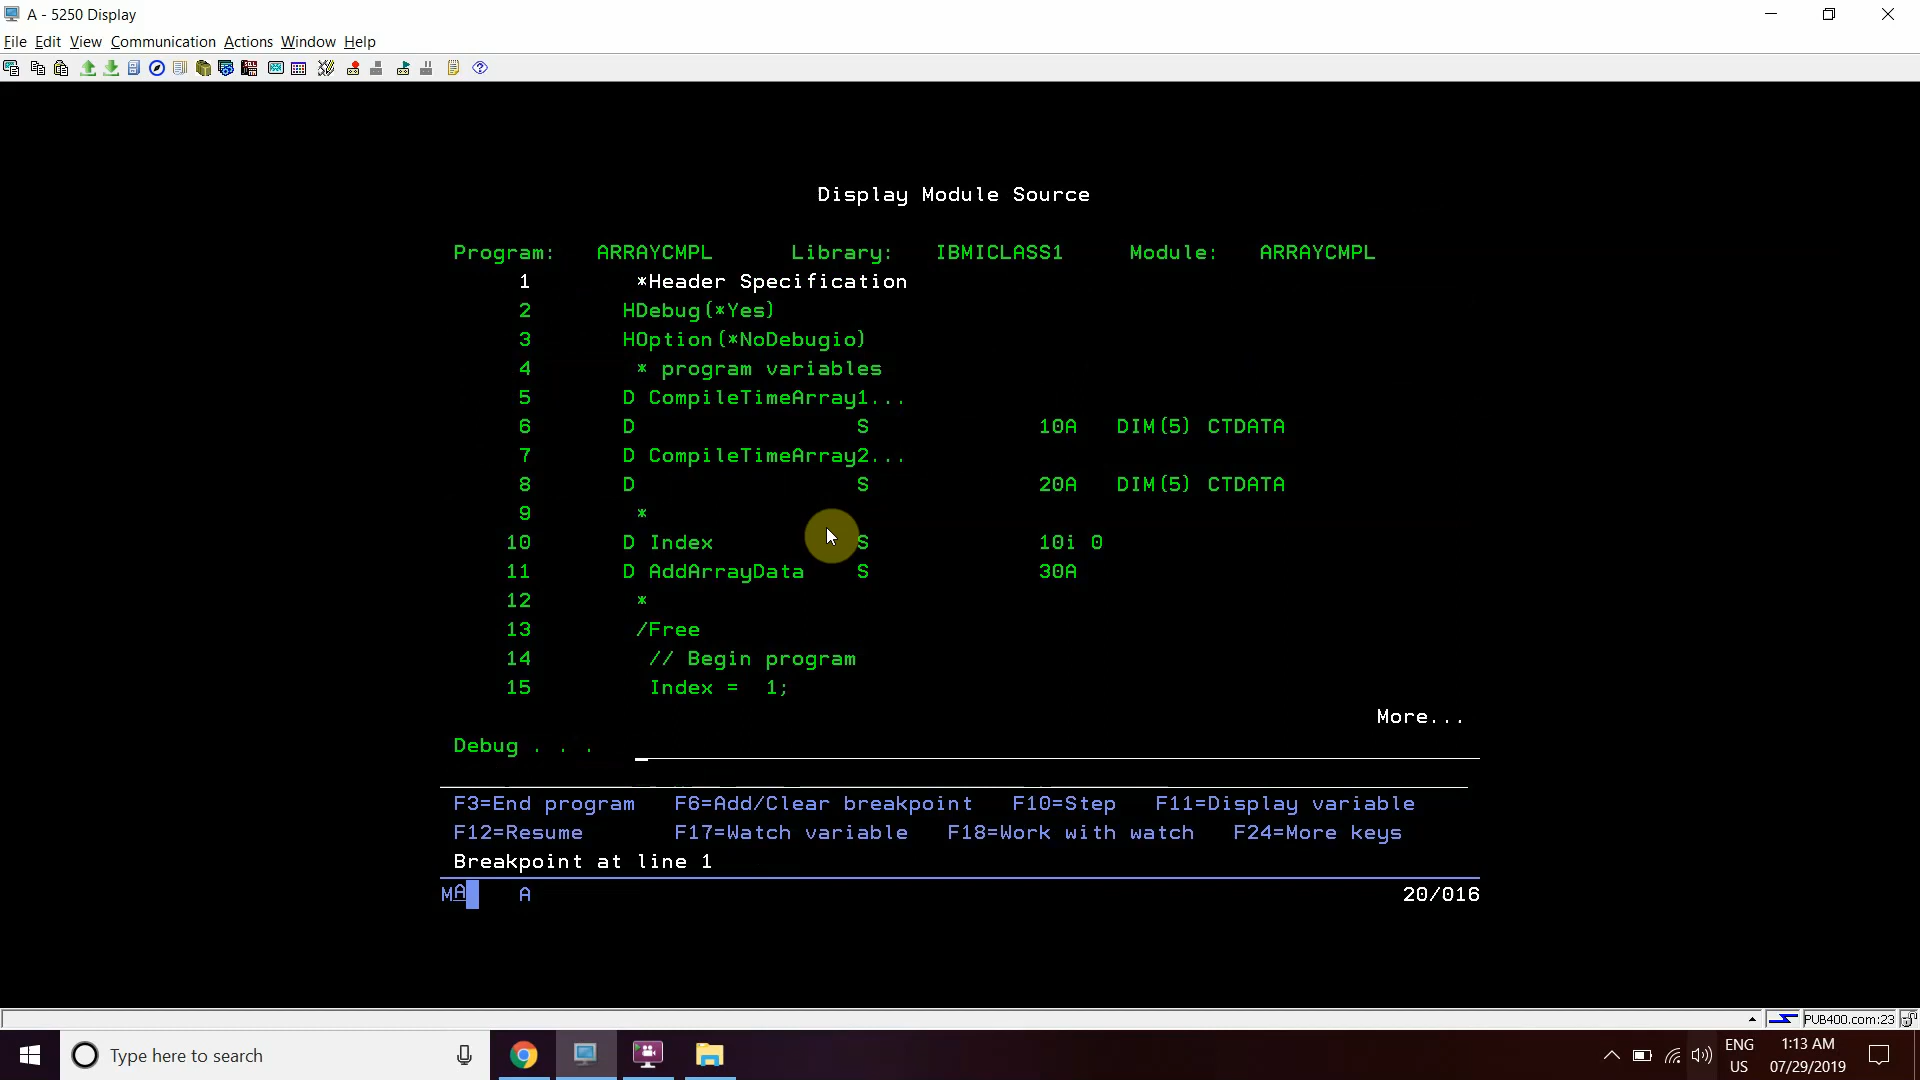 A - 5250 Display
File Edit View Communication Actions Window Help
Display Module Source
Program: ARRAYCMPL Library: IBMICLASS1 Module: ARRAYCMPL
1 *Header Specification
2 HDebug(*Yes)
3 HOption(*NoDebugio)
4 * program variables
5 D CompileTimeArray1...
6 D S 10A DIM(5) CTDATA
7 D CompileTimeArray2...
8 D S 20A DIM(5) CTDATA
9 *
10 D Index S 10i 0
11 D AddArrayData S 30A
12 *
13 /Free
14 // Begin program
15 Index = 1;
More...
Debug . . .
F3=End program F6=Add/Clear breakpoint F10=Step F11=Display variable
F12=Resume F17=Watch variable F18=Work with watch F24=More keys
Breakpoint at line 1
MA A 20/016
PUB400.com:23
Type here to search
ENG 1:13 AM
US 07/29/2019